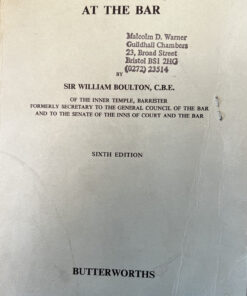 AT THE BAR
Malcolm D. Warner
Guildhall Chambers
23, Broad Street
Bristol BS1 2HG
(0272) 23514
BY
SIR WILLIAM BOULTON, C.B.E.
OF THE INNER TEMPLE, BARRISTER
FORMERLY SECRETARY TO THE GENERAL COUNCIL OF THE BAR
AND TO THE SENATE OF THE INNS OF COURT AND THE BAR
SIXTH EDITION
BUTTERWORTHS